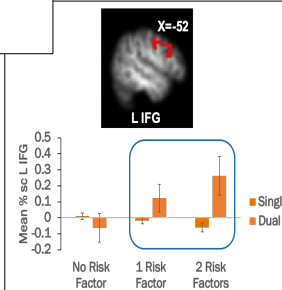 X=-52
L IFG
Mean % sc L IFG
0.5
0.4
0.3
0.2
0.1
0
-0.1
-0.2
No Risk
Factor
1 Risk
Factor
2 Risk
Factors
Singl
Dual